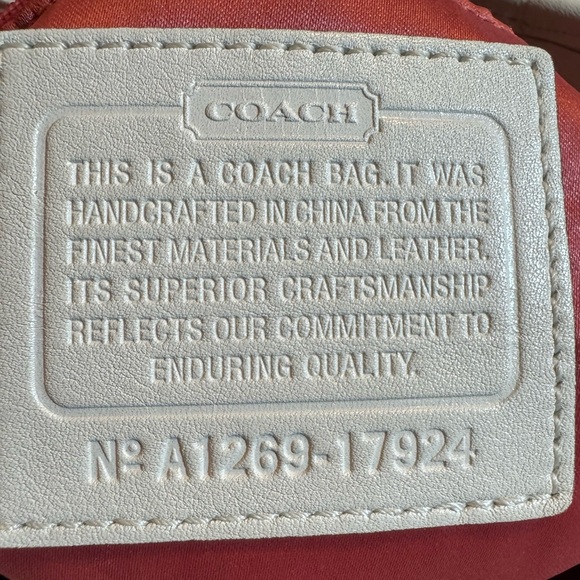 COACH
THIS IS A COACH BAG. IT WAS
HANDCRAFTED IN CHINA FROM THE
FINEST MATERIALS AND LEATHER.
ITS SUPERIOR CRAFTSMANSHIP
REFLECTS OUR COMMITMENT TO
ENDURING QUALITY.
Nº A1269-17924